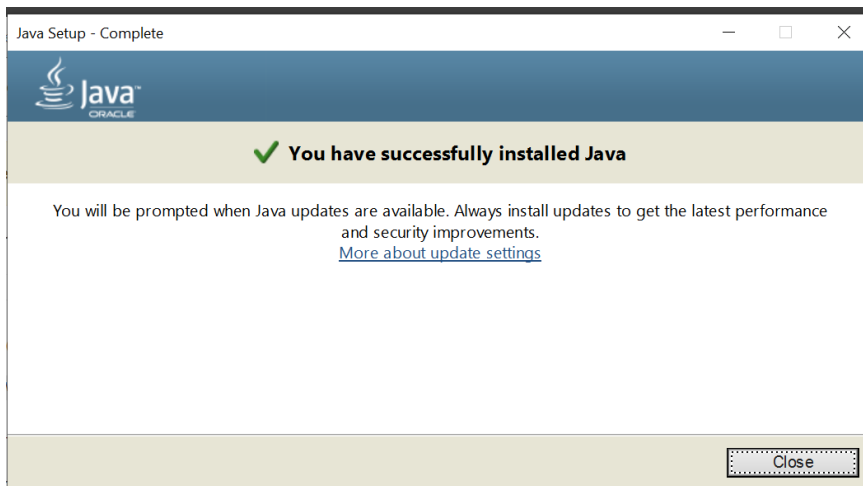 Java Setup - Complete
Java™
ORACLE
You have successfully installed Java
You will be prompted when Java updates are available. Always install updates to get the latest performance
and security improvements.
More about update settings
Close